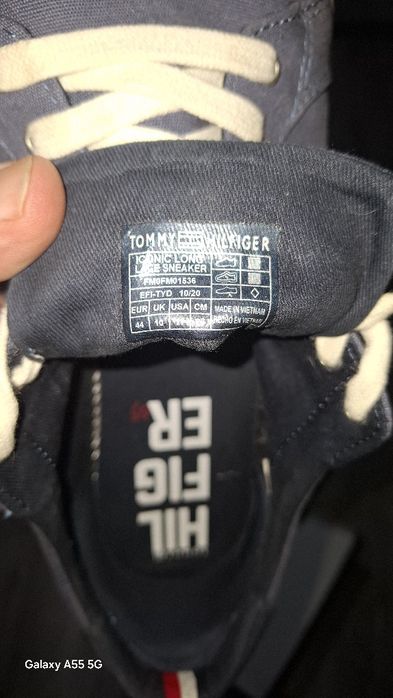 TOMMY HILFIGER
ICONIC LONG
LACE SNEAKER
FM0FM01536
EFI-TYD 10/20
EUR UK USA CM
44 10
MADE IN VIETNAM
HECHO EN VIETNAM
HIL
FIG
ER
Galaxy A55 5G